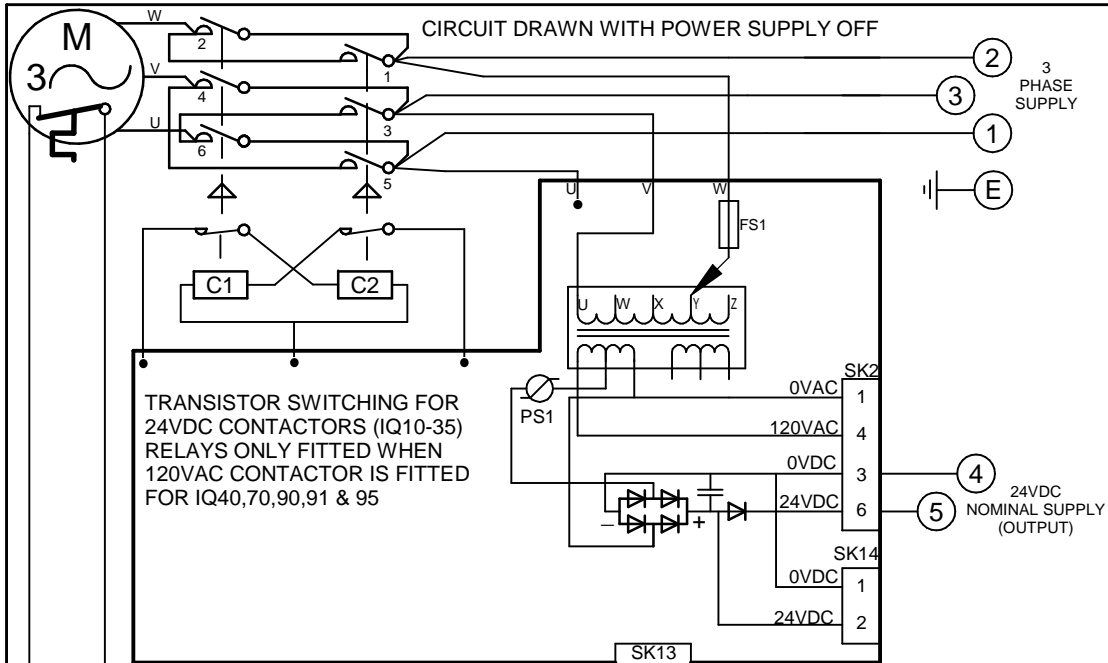 CIRCUIT DRAWN WITH POWER SUPPLY OFF
W
M
3
V
U
2
1
4
3
6
5
2
3
1
E
3
PHASE
SUPPLY
U
V
W
FS1
C1
C2
U
W
X
Y
Z
PS1
TRANSISTOR SWITCHING FOR
24VDC CONTACTORS (IQ10-35)
RELAYS ONLY FITTED WHEN
120VAC CONTACTOR IS FITTED
FOR IQ40,70,90,91 & 95
SK2
0VAC
1
120VAC
4
0VDC
3
24VDC
6
4
5
24VDC
NOMINAL SUPPLY
(OUTPUT)
–
+
SK14
0VDC
1
24VDC
2
SK13